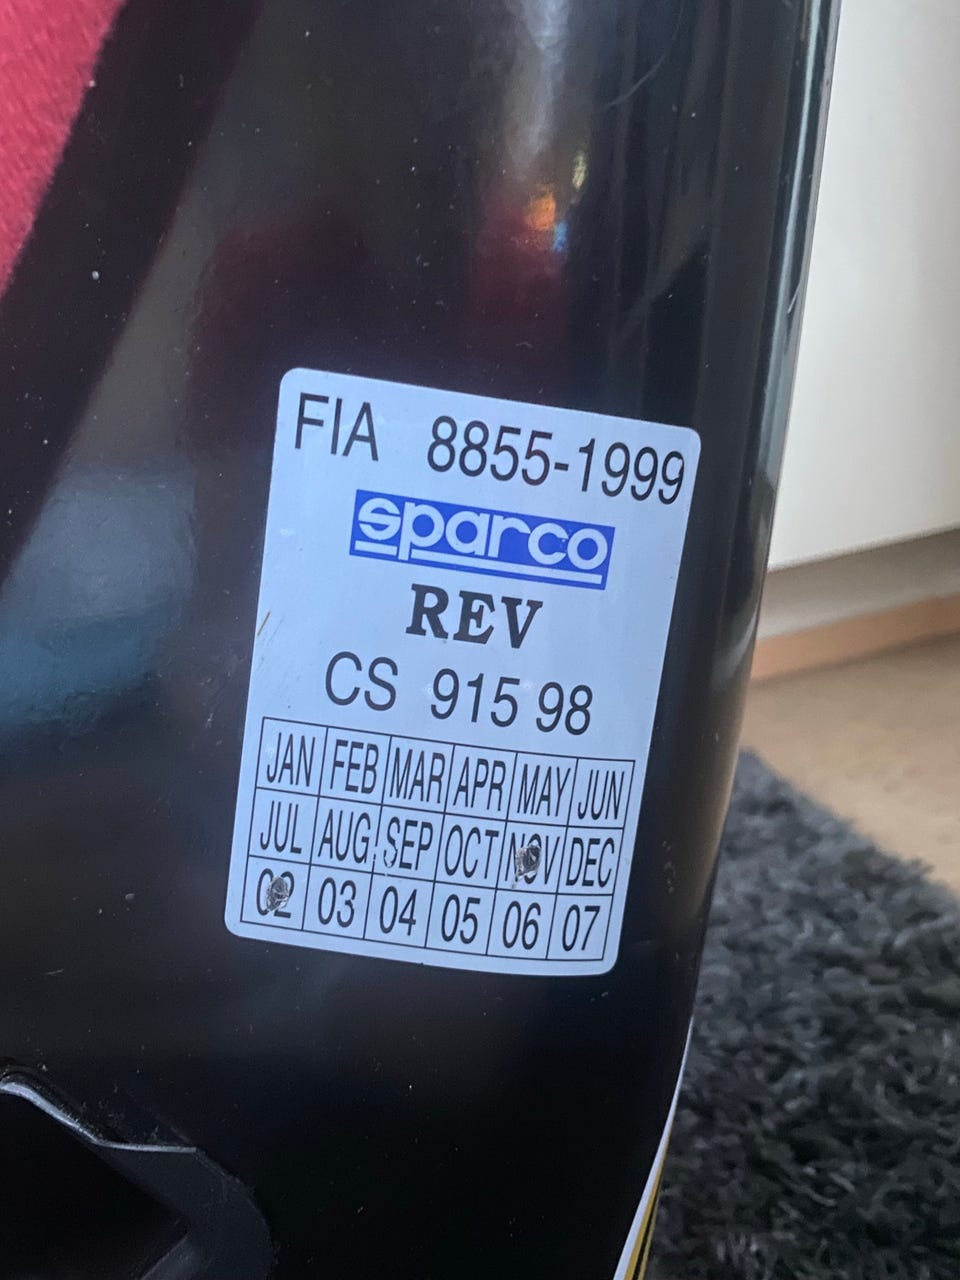 FIA 8855-1999
sparco
REV
CS 915 98
JAN FEB MAR APR MAY JUN
JUL AUG SEP OCT NOV DEC
02 03 04 05 06 07